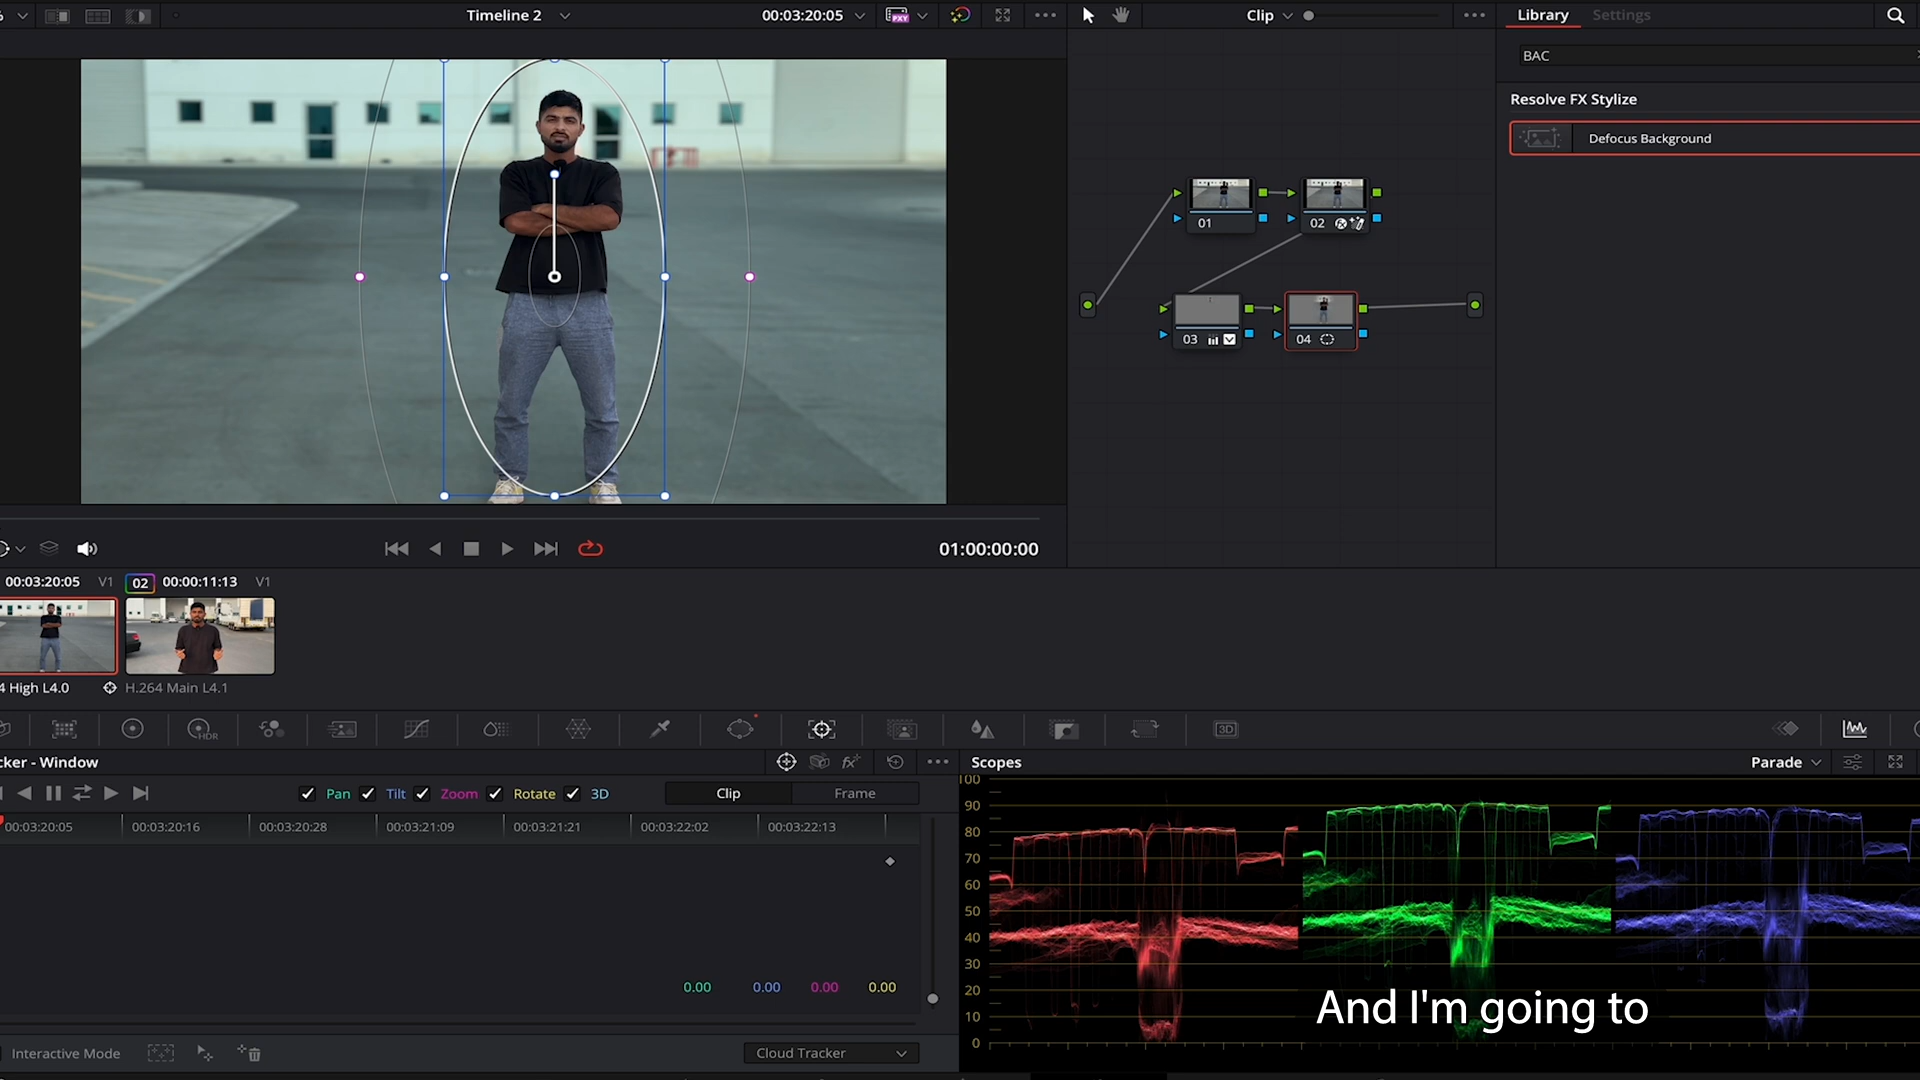 Timeline 2
00:03:20:05
PXY
Clip
Library
Settings
BAC
Resolve FX Stylize
Defocus Background
01
02
03
04
01:00:00:00
00:03:20:05 V1
02 00:00:11:13 V1
4 High L4.0
H.264 Main L4.1
HDR
3D
cker - Window
Scopes
Parade
Pan
Tilt
Zoom
Rotate
3D
Clip
Frame
00:03:20:05
00:03:20:16
00:03:20:28
00:03:21:09
00:03:21:21
00:03:22:02
00:03:22:13
100
90
80
70
60
50
40
30
20
10
0
0.00
0.00
0.00
0.00
And I'm going to
Interactive Mode
Cloud Tracker